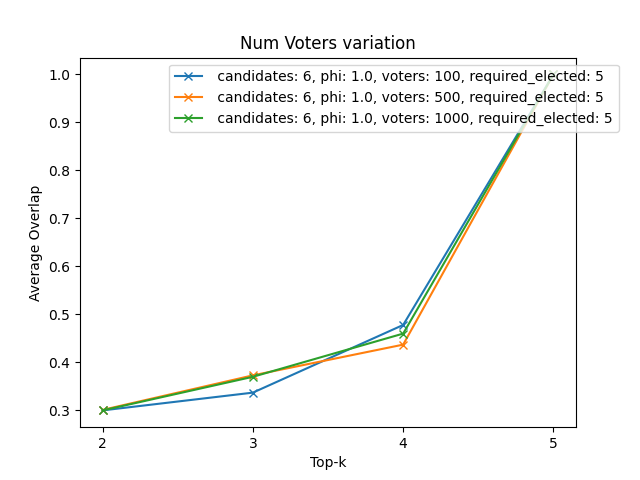 Num Voters variation
candidates: 6, phi: 1.0, voters: 100, required_elected: 5
candidates: 6, phi: 1.0, voters: 500, required_elected: 5
candidates: 6, phi: 1.0, voters: 1000, required_elected: 5
Average Overlap
1.0
0.9
0.8
0.7
0.6
0.5
0.4
0.3
2 3 4 5
Top-k